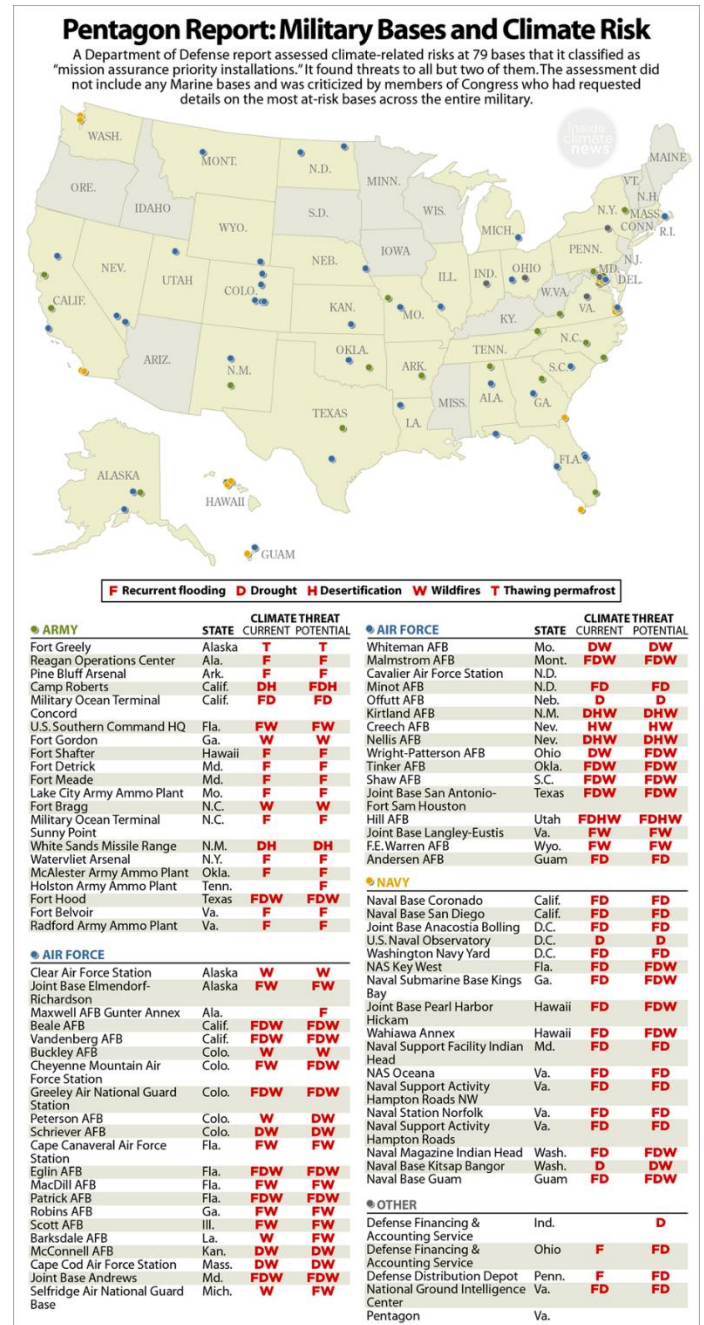 Pentagon Report: Military Bases and Climate Risk
A Department of Defense report assessed climate-related risks at 79 bases that it classified as
“mission assurance priority installations.” It found threats to all but two of them. The assessment did
not include any Marine bases and was criticized by members of Congress who had requested
details on the most at-risk bases across the entire military.
inside
climate
news
WASH.
MONT.
N.D.
MINN.
MAINE
VT.
N.H.
ORE.
IDAHO
S.D.
WIS.
MICH.
N.Y.
MASS.
CONN.
R.I.
WYO.
IOWA
PENN.
N.J.
NEV.
UTAH
NEB.
ILL.
IND.
OHIO
MD.
DEL.
CALIF.
COLO.
KAN.
MO.
W.VA.
VA.
KY.
ARIZ.
N.M.
OKLA.
ARK.
TENN.
N.C.
S.C.
TEXAS
LA.
MISS.
ALA.
GA.
FLA.
ALASKA
HAWAII
GUAM
F Recurrent flooding D Drought H Desertification W Wildfires T Thawing permafrost
CLIMATE THREAT
ARMY STATE CURRENT POTENTIAL
Fort Greely Alaska T T
Reagan Operations Center Ala. F F
Pine Bluff Arsenal Ark. F F
Camp Roberts Calif. DH FDH
Military Ocean Terminal Calif. FD FD
Concord
U.S. Southern Command HQ Fla. FW FW
Fort Gordon Ga. W W
Fort Shafter Hawaii F F
Fort Detrick Md. F F
Fort Meade Md. F F
Lake City Army Ammo Plant Mo. F F
Fort Bragg N.C. W W
Military Ocean Terminal N.C. F F
Sunny Point
White Sands Missile Range N.M. DH DH
Watervliet Arsenal N.Y. F F
McAlester Army Ammo Plant Okla. F F
Holston Army Ammo Plant Tenn. F
Fort Hood Texas FDW FDW
Fort Belvoir Va. F F
Radford Army Ammo Plant Va. F F
AIR FORCE
Clear Air Force Station Alaska W W
Joint Base Elmendorf- Alaska FW FW
Richardson
Maxwell AFB Gunter Annex Ala. F
Beale AFB Calif. FDW FDW
Vandenberg AFB Calif. FDW FDW
Buckley AFB Colo. W W
Cheyenne Mountain Air Colo. FW FDW
Force Station
Greeley Air National Guard Colo. FDW FDW
Station
Peterson AFB Colo. W DW
Schriever AFB Colo. DW DW
Cape Canaveral Air Force Fla. FW FW
Station
Eglin AFB Fla. FDW FDW
MacDill AFB Fla. FW FW
Patrick AFB Fla. FDW FDW
Robins AFB Ga. FW FW
Scott AFB Ill. FW FW
Barksdale AFB La. W FW
McConnell AFB Kan. DW DW
Cape Cod Air Force Station Mass. DW DW
Joint Base Andrews Md. FDW FDW
Selfridge Air National Guard Mich. W FW
Base
CLIMATE THREAT
AIR FORCE STATE CURRENT POTENTIAL
Whiteman AFB Mo. DW DW
Malmstrom AFB Mont. FDW FDW
Cavalier Air Force Station N.D.
Minot AFB N.D. FD FD
Offutt AFB Neb. D D
Kirtland AFB N.M. DHW DHW
Creech AFB Nev. HW HW
Nellis AFB Nev. DHW DHW
Wright-Patterson AFB Ohio DW FDW
Tinker AFB Okla. FDW FDW
Shaw AFB S.C. FDW FDW
Joint Base San Antonio- Texas FDW FDW
Fort Sam Houston
Hill AFB Utah FDHW FDHW
Joint Base Langley-Eustis Va. FW FW
F.E. Warren AFB Wyo. FW FW
Andersen AFB Guam FD FD
NAVY
Naval Base Coronado Calif. FD FD
Naval Base San Diego Calif. FD FD
Joint Base Anacostia Bolling D.C. FD FD
U.S. Naval Observatory D.C. D D
Washington Navy Yard D.C. FD FD
NAS Key West Fla. FD FDW
Naval Submarine Base Kings Ga. FD FDW
Bay
Joint Base Pearl Harbor Hawaii FD FDW
Hickam
Wahiawa Annex Hawaii FD FDW
Naval Support Facility Indian Md. FD FD
Head
NAS Oceana Va. FD FD
Naval Support Activity Va. FD FD
Hampton Roads NW
Naval Station Norfolk Va. FD FD
Naval Support Activity Va. FD FD
Hampton Roads
Naval Magazine Indian Head Wash. FD FDW
Naval Base Kitsap Bangor Wash. D DW
Naval Base Guam Guam FD FDW
OTHER
Defense Financing & Ind. D
Accounting Service
Defense Financing & Ohio F FD
Accounting Service
Defense Distribution Depot Penn. F FD
National Ground Intelligence Va. FD FD
Center
Pentagon Va.